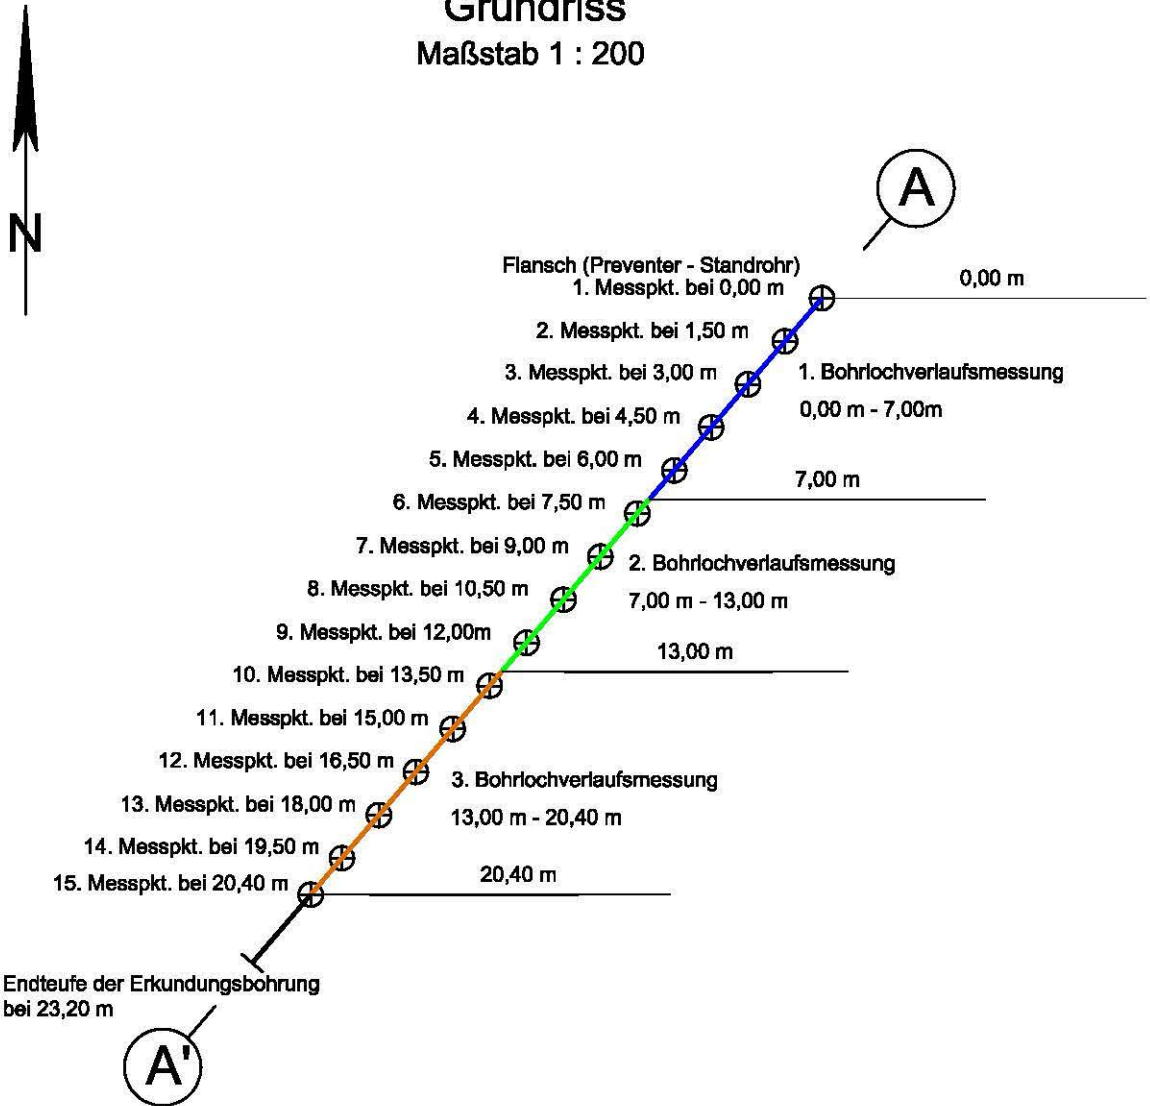 Grundriss
Maßstab 1 : 200
N
A
Flansch (Preventer - Standrohr)
1. Messpkt. bei 0,00 m
0,00 m
2. Messpkt. bei 1,50 m
3. Messpkt. bei 3,00 m
1. Bohrlochverlaufsmessung
0,00 m - 7,00m
4. Messpkt. bei 4,50 m
5. Messpkt. bei 6,00 m
7,00 m
6. Messpkt. bei 7,50 m
7. Messpkt. bei 9,00 m
2. Bohrlochverlaufsmessung
7,00 m - 13,00 m
8. Messpkt. bei 10,50 m
9. Messpkt. bei 12,00m
13,00 m
10. Messpkt. bei 13,50 m
11. Messpkt. bei 15,00 m
12. Messpkt. bei 16,50 m
3. Bohrlochverlaufsmessung
13,00 m - 20,40 m
13. Messpkt. bei 18,00 m
14. Messpkt. bei 19,50 m
15. Messpkt. bei 20,40 m
20,40 m
Endteufe der Erkundungsbohrung
bei 23,20 m
A'